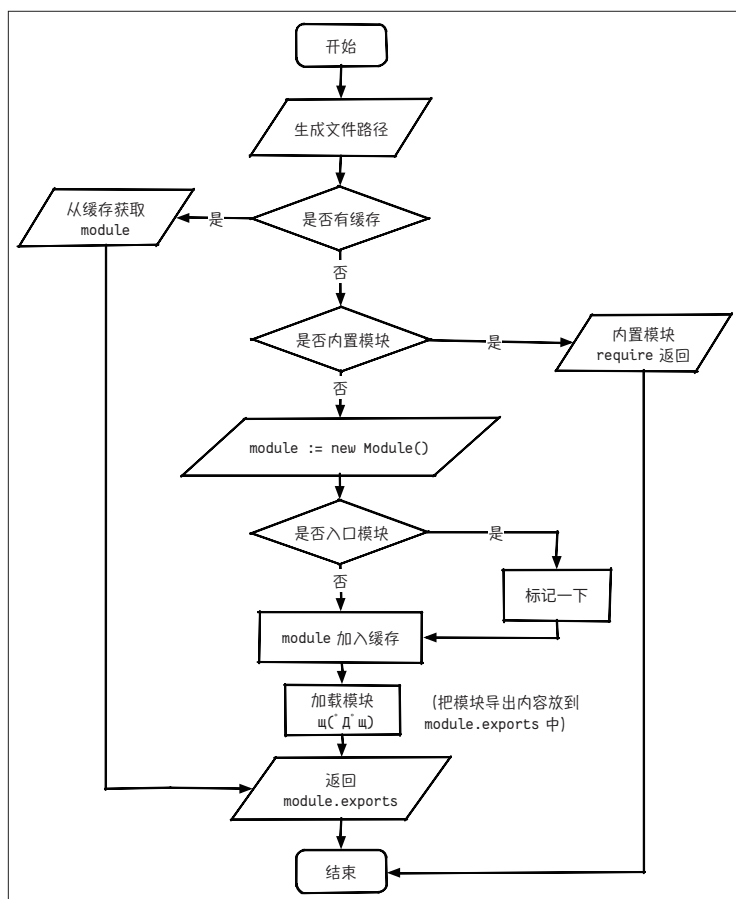 开始
生成文件路径
从缓存获取
module
是
是否有缓存
否
是否内置模块
是
内置模块
require 返回
否
module := new Module()
是否入口模块
是
否
标记一下
module 加入缓存
加载模块
щ(ﾟДﾟщ)
(把模块导出内容放到
module.exports 中)
返回
module.exports
结束